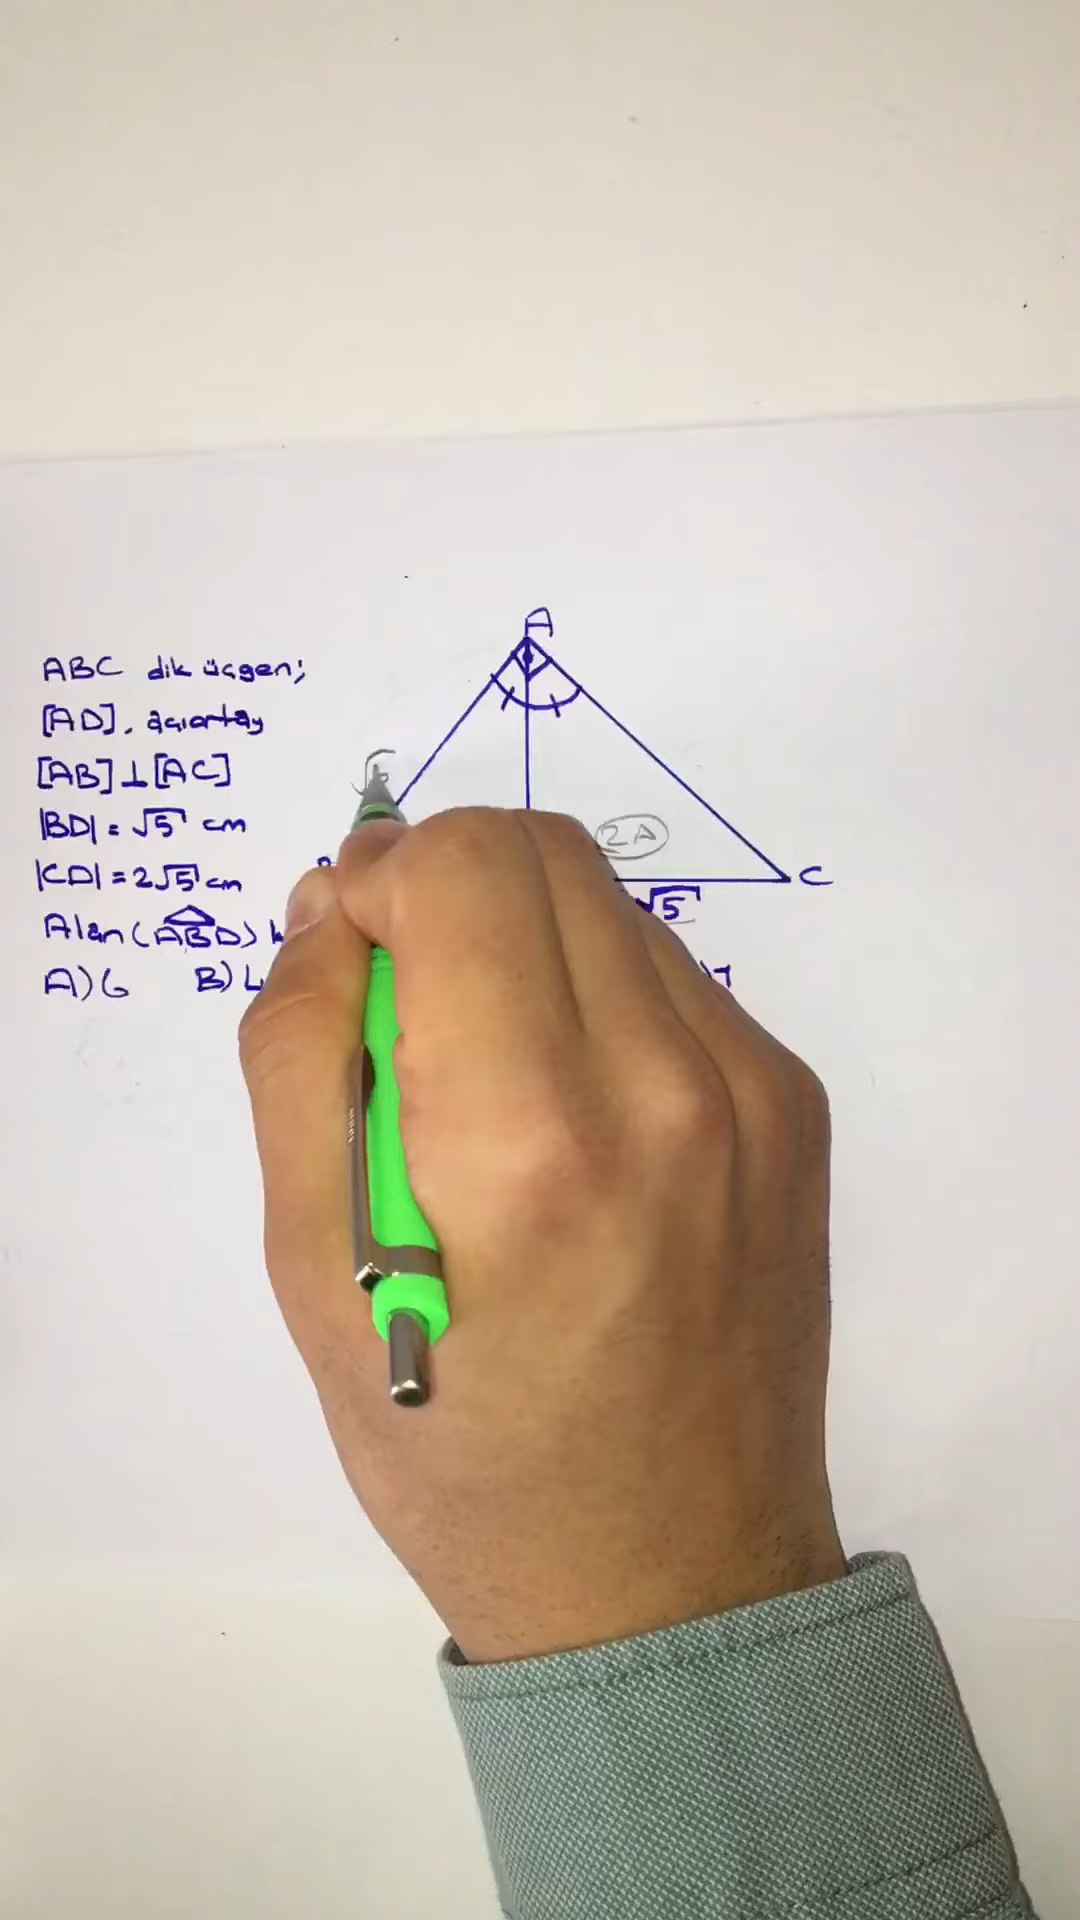 A
ABC dik üçgen;
[AD], açıortay
[AB]⊥[AC]
|BD| = √5 cm
2A
C
|CD| = 2√5 cm
√5
Alan(ABD)
A) 6 B)